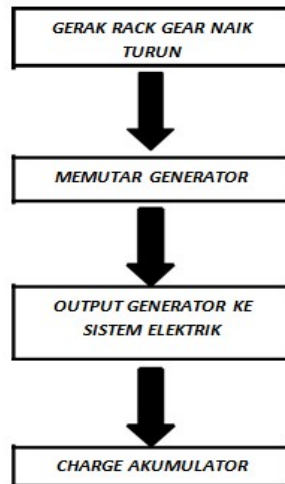 GERAK RACK GEAR NAIK
TURUN
MEMUTAR GENERATOR
OUTPUT GENERATOR KE
SISTEM ELEKTRIK
CHARGE AKUMULATOR